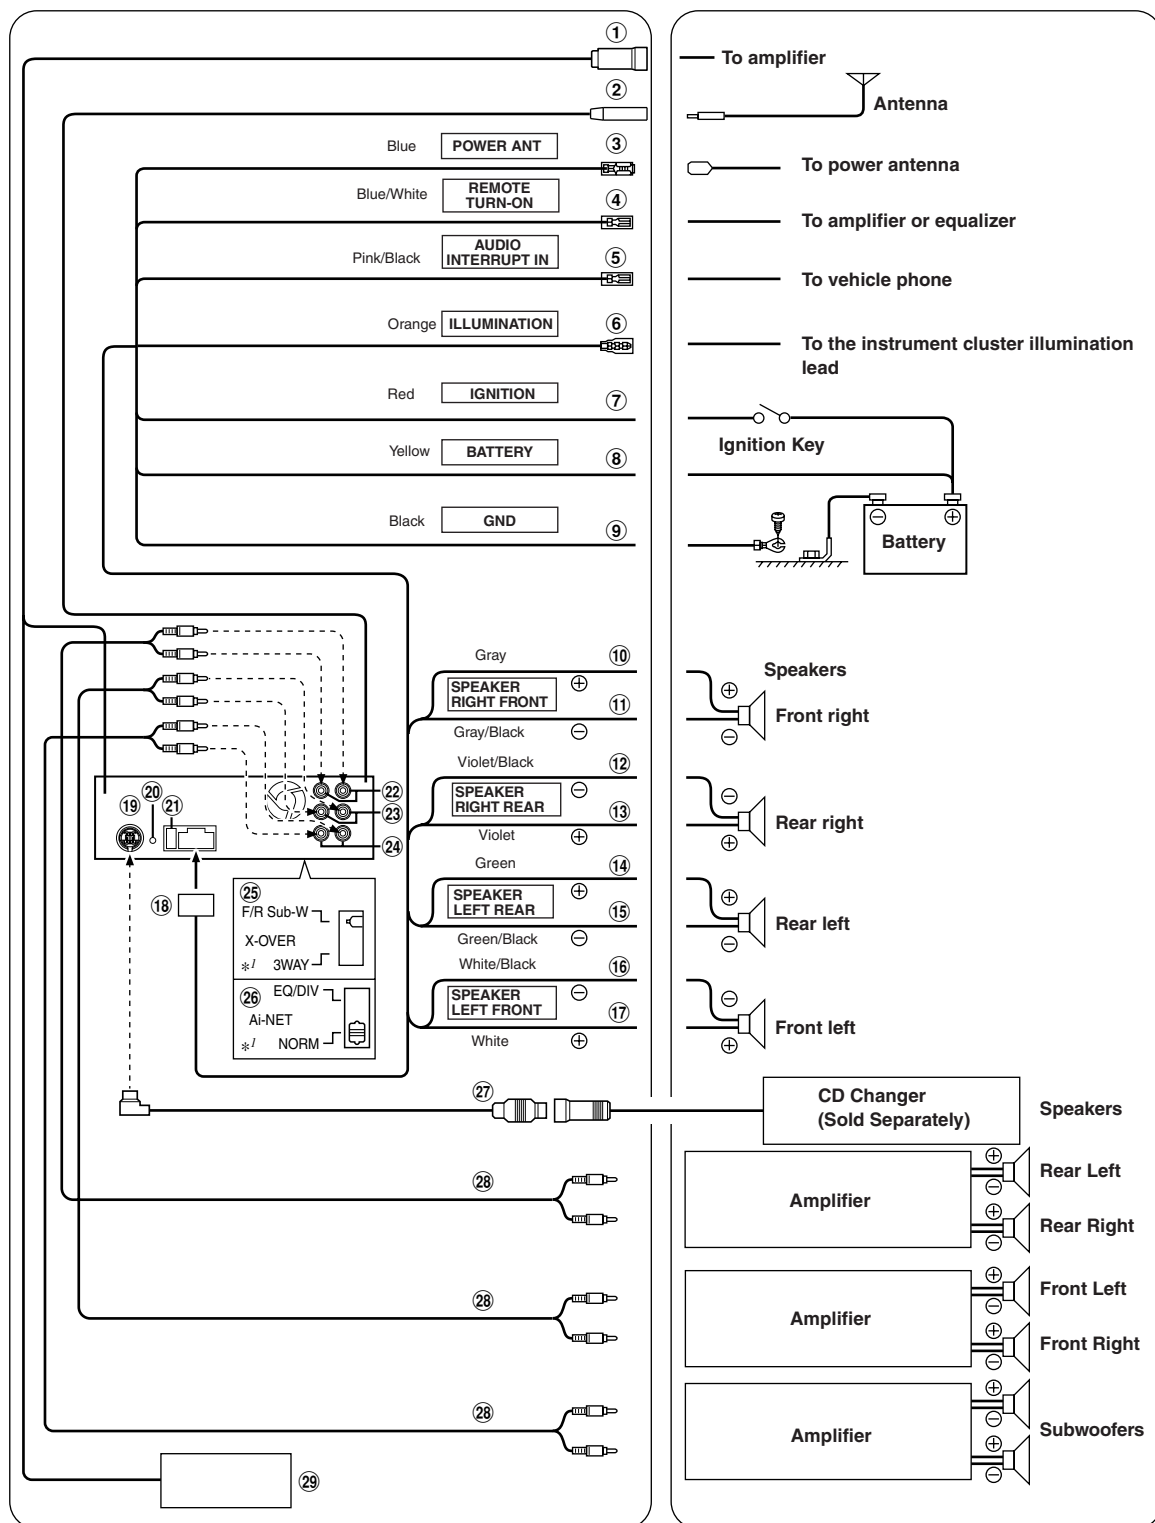 ①
To amplifier
②
Antenna
Blue
POWER ANT
③
To power antenna
Blue/White
REMOTE
TURN-ON
④
To amplifier or equalizer
Pink/Black
AUDIO
INTERRUPT IN
⑤
To vehicle phone
Orange
ILLUMINATION
⑥
To the instrument cluster illumination
lead
Red
IGNITION
⑦
Ignition Key
Yellow
BATTERY
⑧
Black
GND
⑨
⊖ ⊕
Battery
Gray
⑩
Speakers
SPEAKER
RIGHT FRONT
⊕
⑪
⊕
Front right
Gray/Black
⊖
⊖
Violet/Black
⑫
SPEAKER
RIGHT REAR
⊖
⑬
⊖
Rear right
Violet
⊕
⊕
⑲
⑳
㉑
㉒
㉓
㉔
Green
⑭
SPEAKER
LEFT REAR
⊕
⑮
⊕
Rear left
Green/Black
⊖
⊖
⑱
㉕
F/R Sub-W
X-OVER
*1 3WAY
㉖
EQ/DIV
Ai-NET
*1 NORM
White/Black
⑯
SPEAKER
LEFT FRONT
⊖
⑰
⊖
Front left
White
⊕
⊕
㉗
CD Changer
(Sold Separately)
Speakers
㉘
Amplifier
⊕
⊖
Rear Left
⊕
⊖
Rear Right
㉘
Amplifier
⊕
⊖
Front Left
⊕
⊖
Front Right
㉘
Amplifier
⊕
⊖
Subwoofers
⊕
⊖
㉙